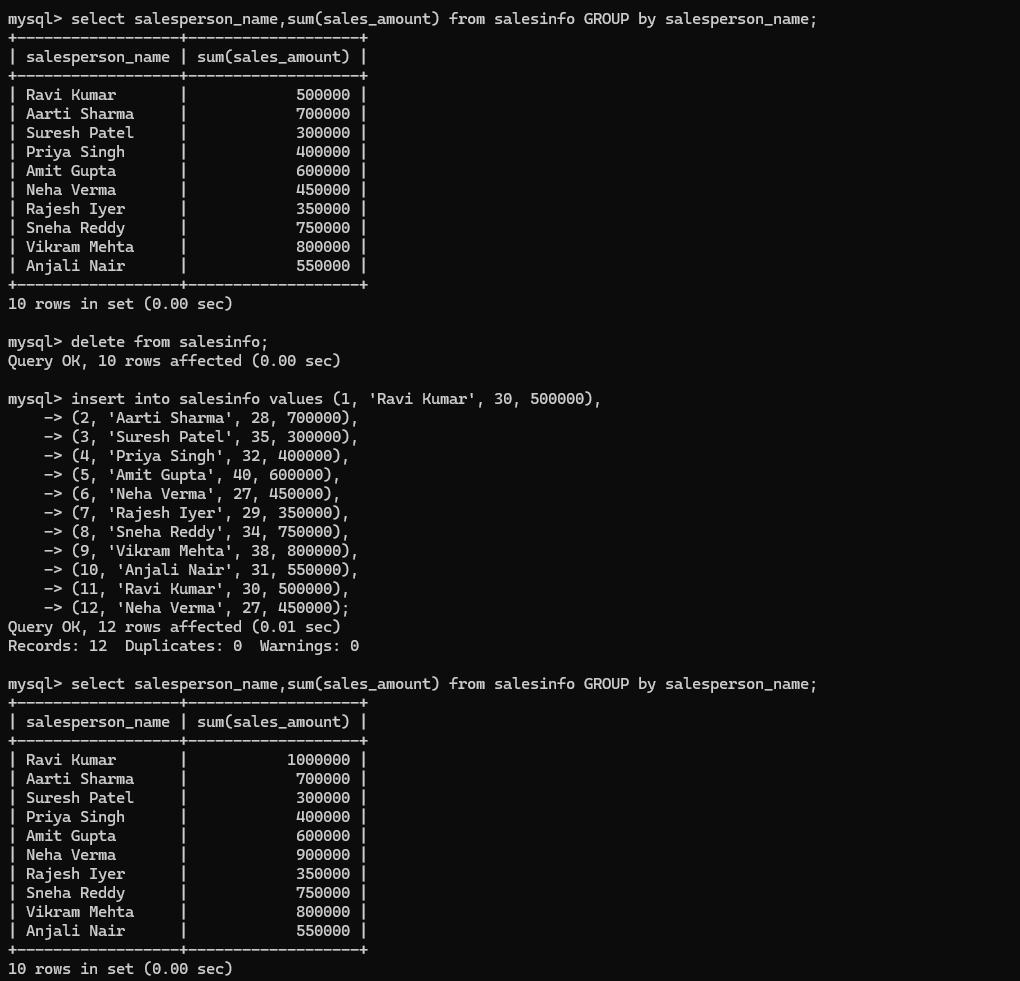 mysql> select salesperson_name,sum(sales_amount) from salesinfo GROUP by salesperson_name;
+------------------+-------------------+
| salesperson_name | sum(sales_amount) |
+------------------+-------------------+
| Ravi Kumar       |            500000 |
| Aarti Sharma     |            700000 |
| Suresh Patel     |            300000 |
| Priya Singh      |            400000 |
| Amit Gupta       |            600000 |
| Neha Verma       |            450000 |
| Rajesh Iyer      |            350000 |
| Sneha Reddy      |            750000 |
| Vikram Mehta     |            800000 |
| Anjali Nair      |            550000 |
+------------------+-------------------+
10 rows in set (0.00 sec)

mysql> delete from salesinfo;
Query OK, 10 rows affected (0.00 sec)

mysql> insert into salesinfo values (1, 'Ravi Kumar', 30, 500000),
    -> (2, 'Aarti Sharma', 28, 700000),
    -> (3, 'Suresh Patel', 35, 300000),
    -> (4, 'Priya Singh', 32, 400000),
    -> (5, 'Amit Gupta', 40, 600000),
    -> (6, 'Neha Verma', 27, 450000),
    -> (7, 'Rajesh Iyer', 29, 350000),
    -> (8, 'Sneha Reddy', 34, 750000),
    -> (9, 'Vikram Mehta', 38, 800000),
    -> (10, 'Anjali Nair', 31, 550000),
    -> (11, 'Ravi Kumar', 30, 500000),
    -> (12, 'Neha Verma', 27, 450000);
Query OK, 12 rows affected (0.01 sec)
Records: 12  Duplicates: 0  Warnings: 0

mysql> select salesperson_name,sum(sales_amount) from salesinfo GROUP by salesperson_name;
+------------------+-------------------+
| salesperson_name | sum(sales_amount) |
+------------------+-------------------+
| Ravi Kumar       |           1000000 |
| Aarti Sharma     |            700000 |
| Suresh Patel     |            300000 |
| Priya Singh      |            400000 |
| Amit Gupta       |            600000 |
| Neha Verma       |            900000 |
| Rajesh Iyer      |            350000 |
| Sneha Reddy      |            750000 |
| Vikram Mehta     |            800000 |
| Anjali Nair      |            550000 |
+------------------+-------------------+
10 rows in set (0.00 sec)